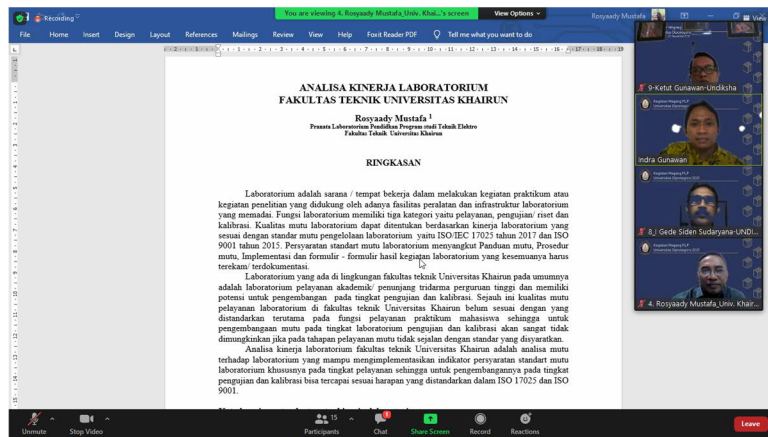 Recording
You are viewing 4. Rosyaady Mustafa_Univ. Khai...'s screen
View Options
Rosyaady Mustafa
View
File Home Insert Design Layout References Mailings Review View Help Foxit Reader PDF Tell me what you want to do
ANALISA KINERJA LABORATORIUM
FAKULTAS TEKNIK UNIVERSITAS KHAIRUN
Rosyaady Mustafa 1
Pranata Laboratorium Pendidikan Program studi Teknik Elektro
Fakultas Teknik Universitas Khairun
RINGKASAN
Laboratorium adalah sarana / tempat bekerja dalam melakukan kegiatan praktikum atau
kegiatan penelitian yang didukung oleh adanya fasilitas peralatan dan infrastruktur laboratorium
yang memadai. Fungsi laboratorium memiliki tiga kategori yaitu pelayanan, pengujian/ riset dan
kalibrasi. Kualitas mutu laboratorium dapat ditentukan berdasarkan kinerja laboratorium yang
sesuai dengan standar mutu pengelolaan laboratorium yaitu ISO/IEC 17025 tahun 2017 dan ISO
9001 tahun 2015. Persyaratan standart mutu laboratorium menyangkut Panduan mutu, Prosedur
mutu, Implementasi dan formulir - formulir hasil kegiatan laboratorium yang kesemuanya harus
terekam/ terdokumentasi.
Laboratorium yang ada di lingkungan fakultas teknik Universitas Khairun pada umumnya
adalah laboratorium pelayanan akademik/ penunjang tridarma perguruan tinggi dan memiliki
potensi untuk pengembangan pada tingkat pengujian dan kalibrasi. Sejauh ini kualitas mutu
pelayanan laboratorium di fakultas teknik Universitas Khairun belum sesuai dengan yang
distandarkan terutama pada fungsi pelayanan praktikum mahasiswa sehingga untuk
pengembangaan mutu pada tingkat laboratorium pengujian dan kalibrasi akan sangat tidak
dimungkinkan jika pada tahapan pelayanan mutu tidak sejalan dengan standar yang disyaratkan.
Analisa kinerja laboratorium fakultas teknik Universitas Khairun adalah analisa mutu
terhadap laboratorium yang mampu mengimplementasikan indikator persyaratan standart mutu
laboratorium khususnya pada tingkat pelayanan sehingga untuk pengembangannya pada tingkat
pengujian dan kalibrasi bisa tercapai sesuai harapan yang distandarkan dalam ISO 17025 dan ISO
9001.
9-Ketut Gunawan-Undiksha
Indra Gunawan
8_I Gede Siden Sudaryana-UNDI...
4. Rosyaady Mustafa_Univ. Khair...
Unmute
Stop Video
15
Participants
1
Chat
Share Screen
Record
Reactions
Leave